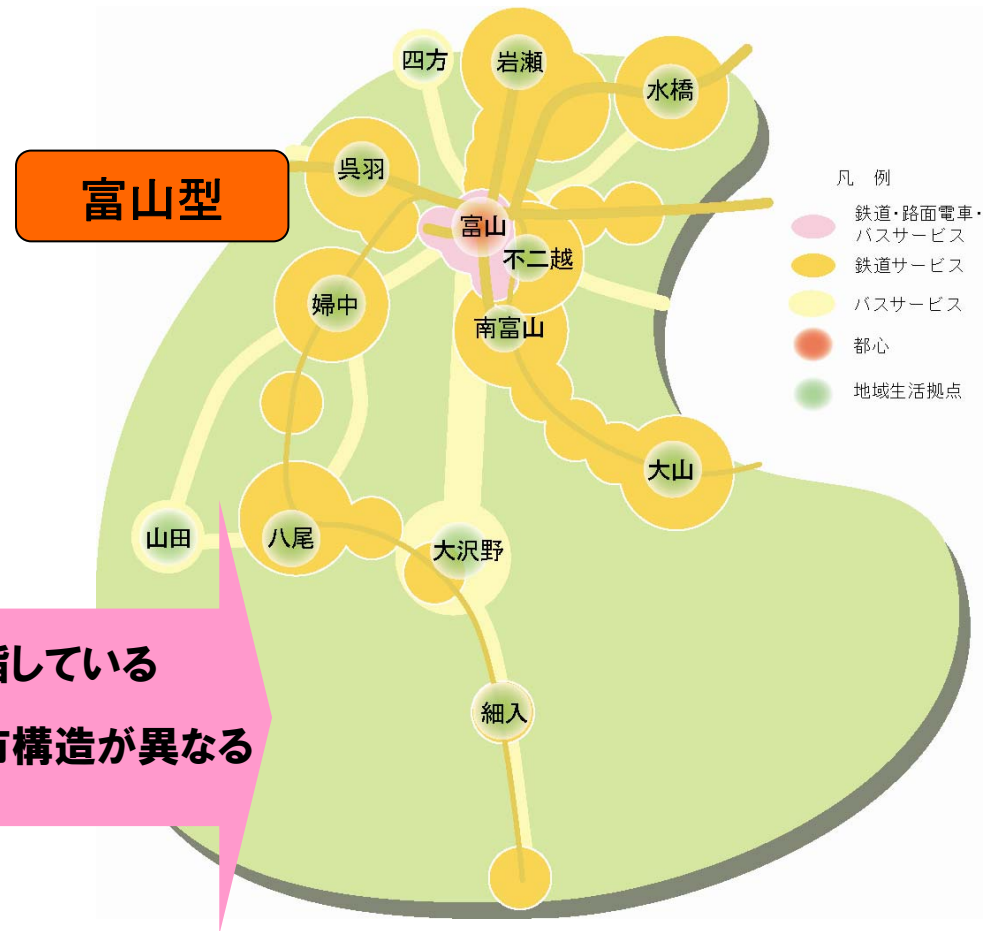 四方
岩瀬
水橋
呉羽
富山型
富山
不二越
婦中
南富山
大山
山田
八尾
大沢野
細入
凡 例
鉄道・路面電車・
バスサービス
鉄道サービス
バスサービス
都心
地域生活拠点
指している
構造が異なる